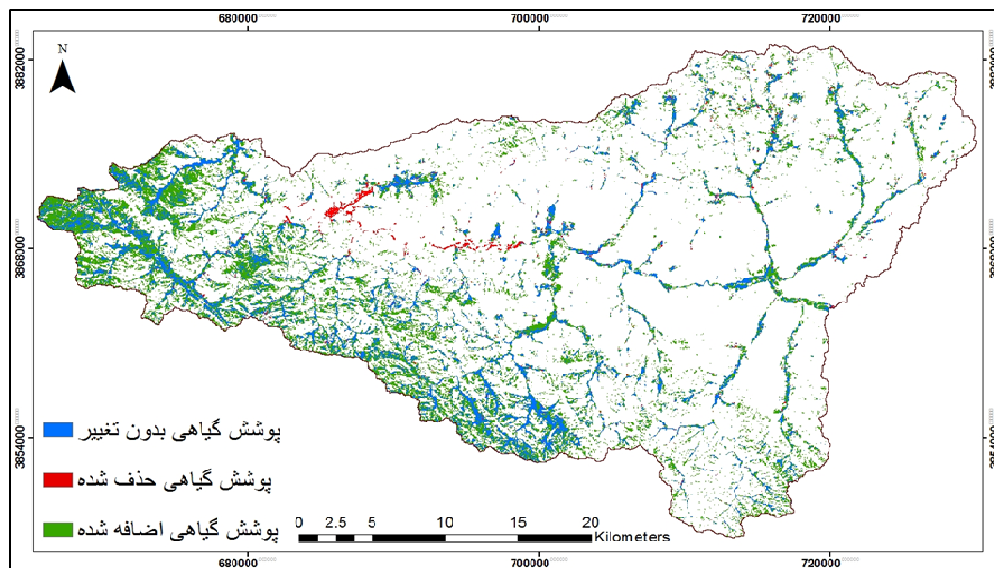 680000 700000 720000
N
3882000
3868000
3854000
پوشش گیاهی بدون تغییر
پوشش گیاهی حذف شده
پوشش گیاهی اضافه شده
0 2.5 5 10 15 20
Kilometers
680000 700000 720000